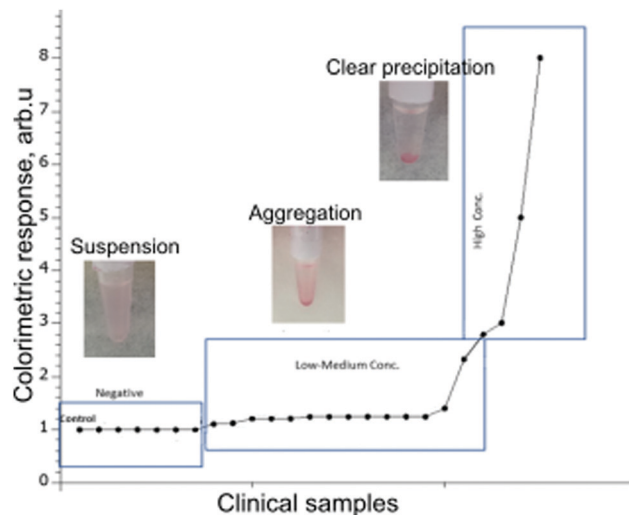 Clear precipitation
Aggregation
Suspension
High Conc.
Low-Medium Conc.
Negative
Control
8
7
6
5
4
3
2
1
0
Colorimetric response, arb.u
Clinical samples